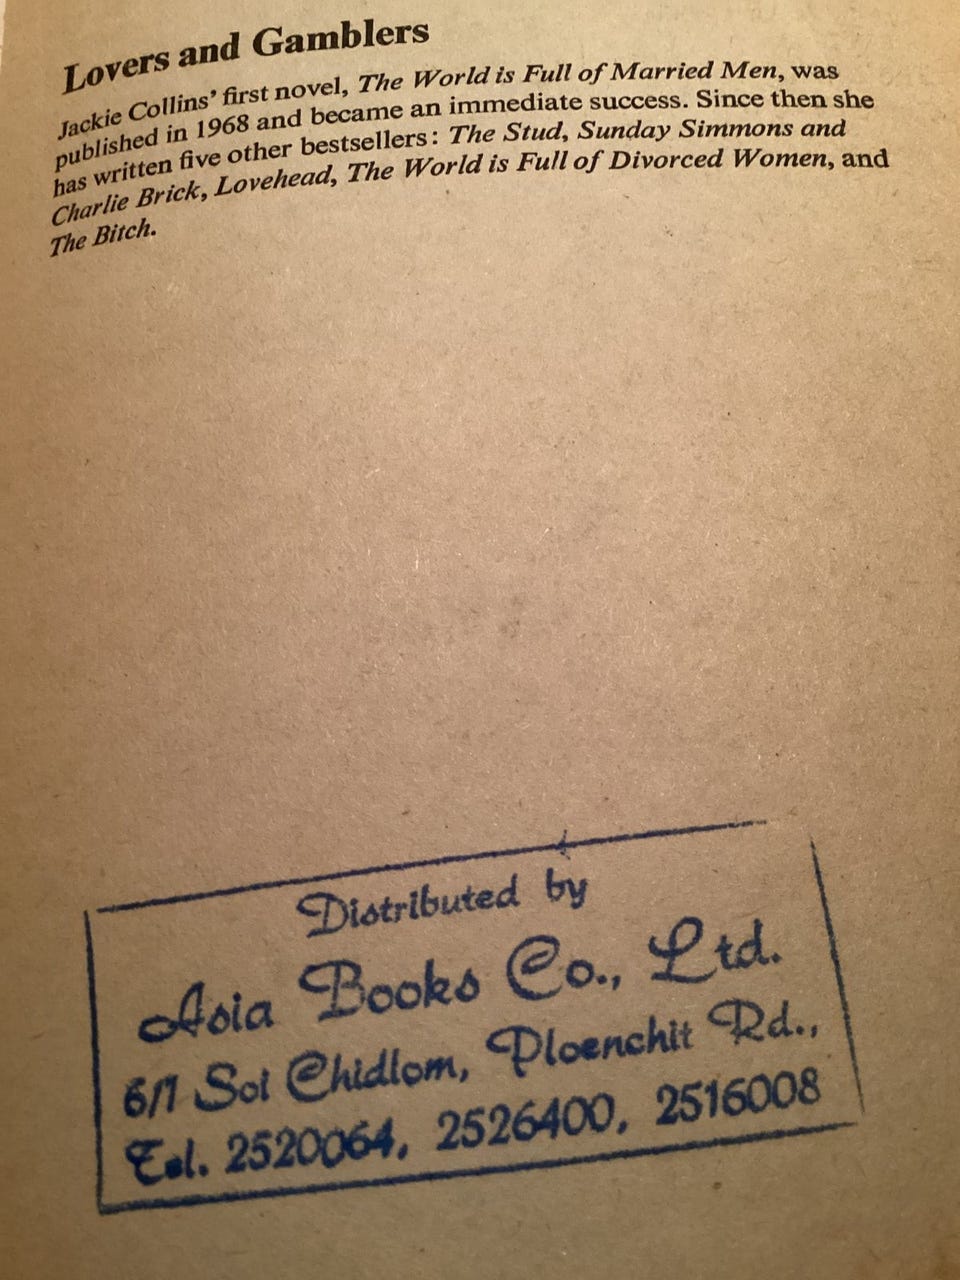 Lovers and Gamblers
Jackie Collins’ first novel, The World is Full of Married Men, was
published in 1968 and became an immediate success. Since then she
has written five other bestsellers: The Stud, Sunday Simmons and
Charlie Brick, Lovehead, The World is Full of Divorced Women, and
The Bitch.
Distributed by
Asia Books Co., Ltd.
6/7 Soi Chidlom, Ploenchit Rd.,
Tel. 2520064, 2526400, 2516008